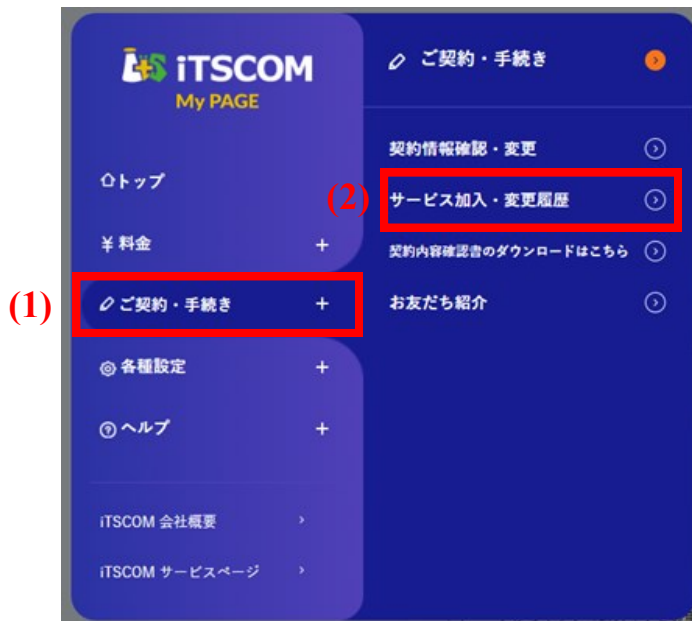 iTSCOM
My PAGE
トップ
¥ 料金 +
(1)
ご契約・手続き +
各種設定 +
ヘルプ +
iTSCOM 会社概要 >
iTSCOM サービスページ >
ご契約・手続き
契約情報確認・変更
(2)
サービス加入・変更履歴
契約内容確認書のダウンロードはこちら
お友だち紹介